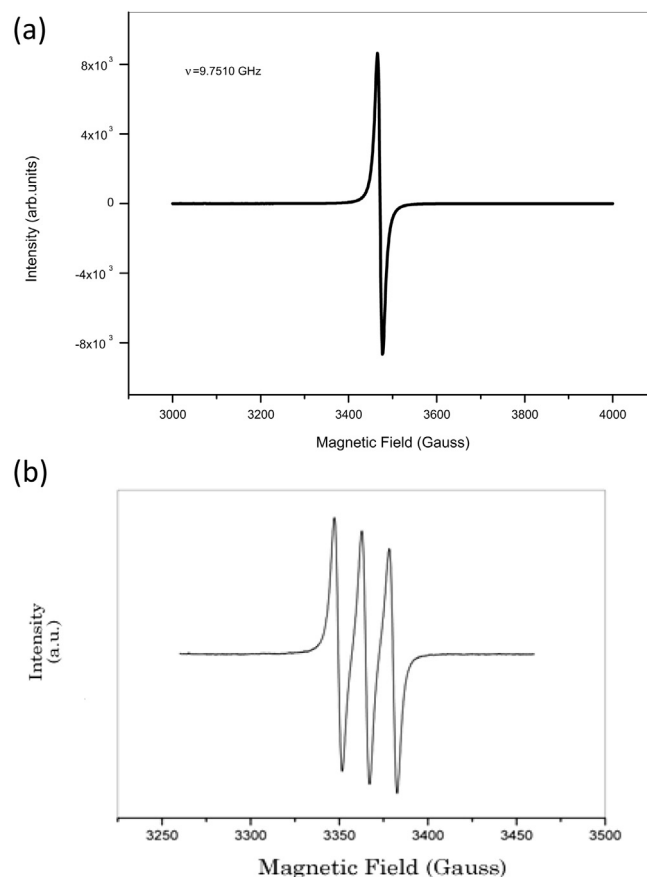 (a)
ν=9.7510 GHz
8x10³
4x10³
0
-4x10³
-8x10³
Intensity (arb.units)
3000 3200 3400 3600 3800 4000
Magnetic Field (Gauss)
(b)
Intensity
(a.u.)
3250 3300 3350 3400 3450 3500
Magnetic Field (Gauss)